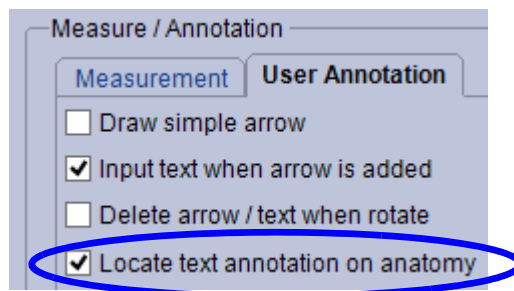 Measure / Annotation
Measurement User Annotation
Draw simple arrow
Input text when arrow is added
Delete arrow / text when rotate
Locate text annotation on anatomy